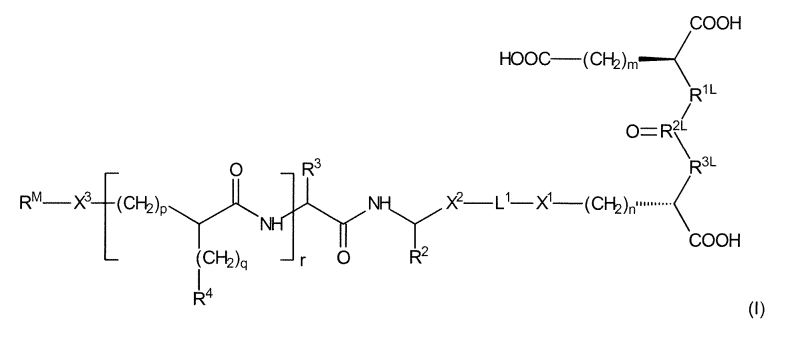 COOH
HOOC—(CH₂)m
R¹ᴸ
O=R²ᴸ
R³ᴸ
O R³
Rᴹ—X³ (CH₂)p NH NH X²—L¹—X¹—(CH₂)n
(CH₂)q r O R² COOH
R⁴
(I)